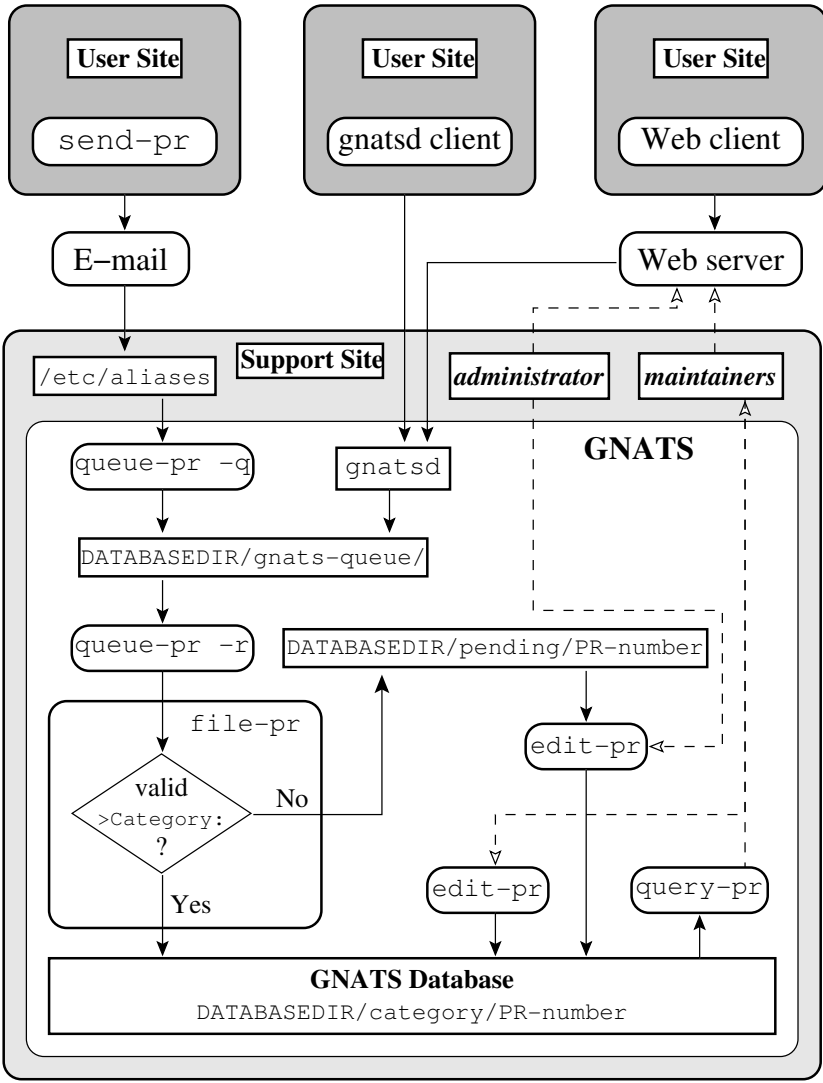 User Site
User Site
User Site
send-pr
gnatsd client
Web client
E-mail
Web server
Support Site
/etc/aliases
administrator
maintainers
GNATS
queue-pr -q
gnatsd
DATABASEDIR/gnats-queue/
queue-pr -r
DATABASEDIR/pending/PR-number
file-pr
edit-pr
valid
>Category:
?
No
Yes
edit-pr
query-pr
GNATS Database
DATABASEDIR/category/PR-number